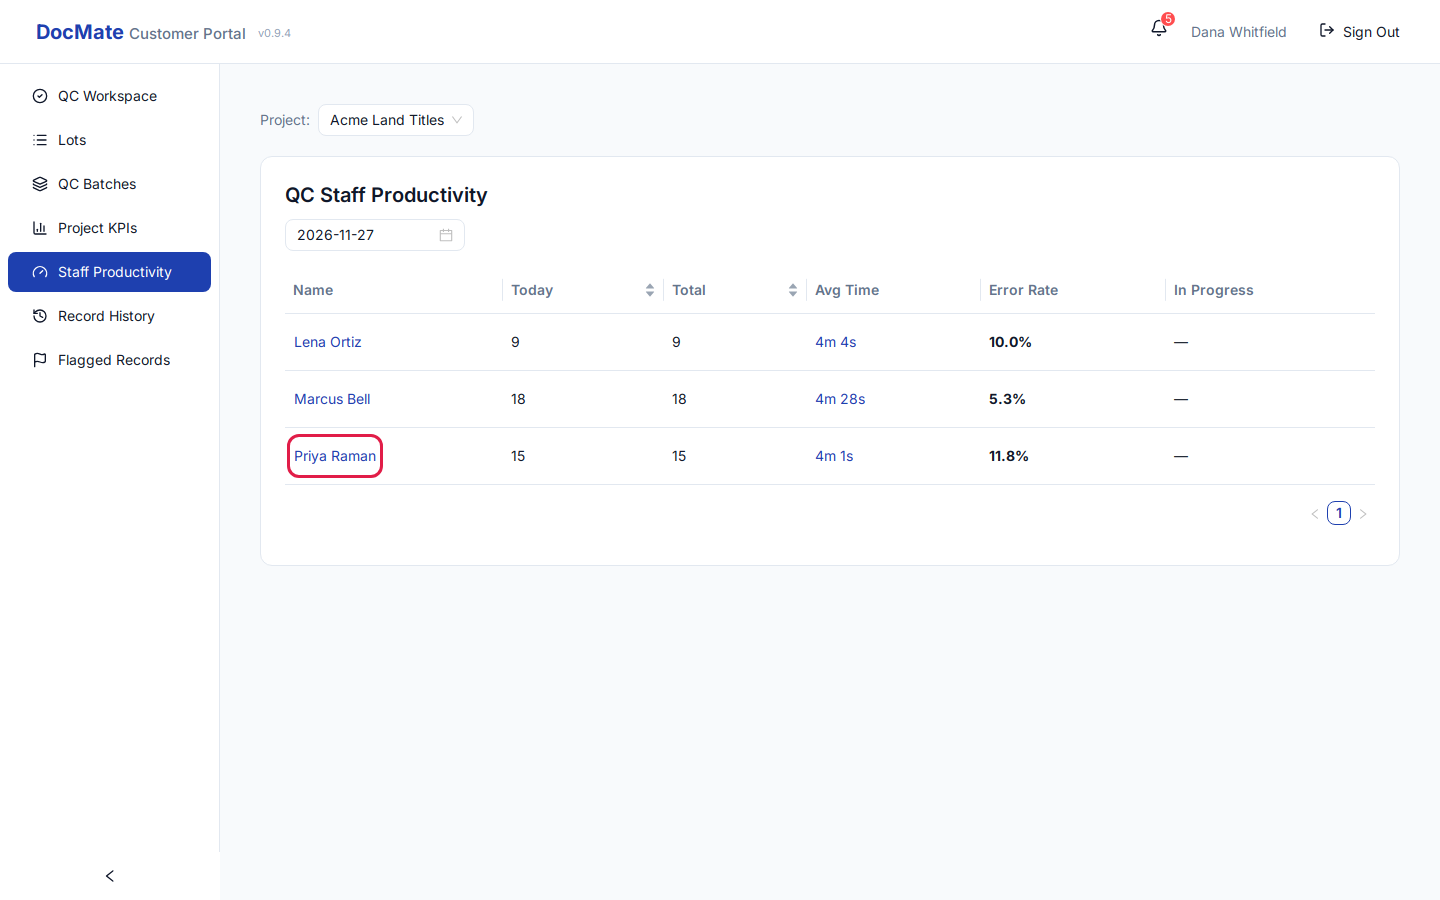 DocMate Customer Portal v0.9.4
5
Dana Whitfield
Sign Out
QC Workspace
Lots
QC Batches
Project KPIs
Staff Productivity
Record History
Flagged Records
Project: Acme Land Titles
QC Staff Productivity
2026-11-27
Name Today Total Avg Time Error Rate In Progress
Lena Ortiz 9 9 4m 4s 10.0% —
Marcus Bell 18 18 4m 28s 5.3% —
Priya Raman 15 15 4m 1s 11.8% —
1